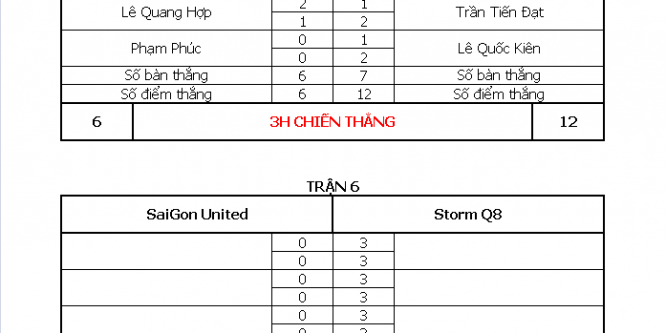 2 1
Lê Quang Hợp Trần Tiến Đạt
1 2
0 1
Phạm Phúc Lê Quốc Kiên
0 2
Số bàn thắng 6 7 Số bàn thắng
Số điểm thắng 6 12 Số điểm thắng
6 3H CHIẾN THẮNG 12
TRẬN 6
SaiGon United Storm Q8
0 3
0 3
0 3
0 3
0 3
0 3